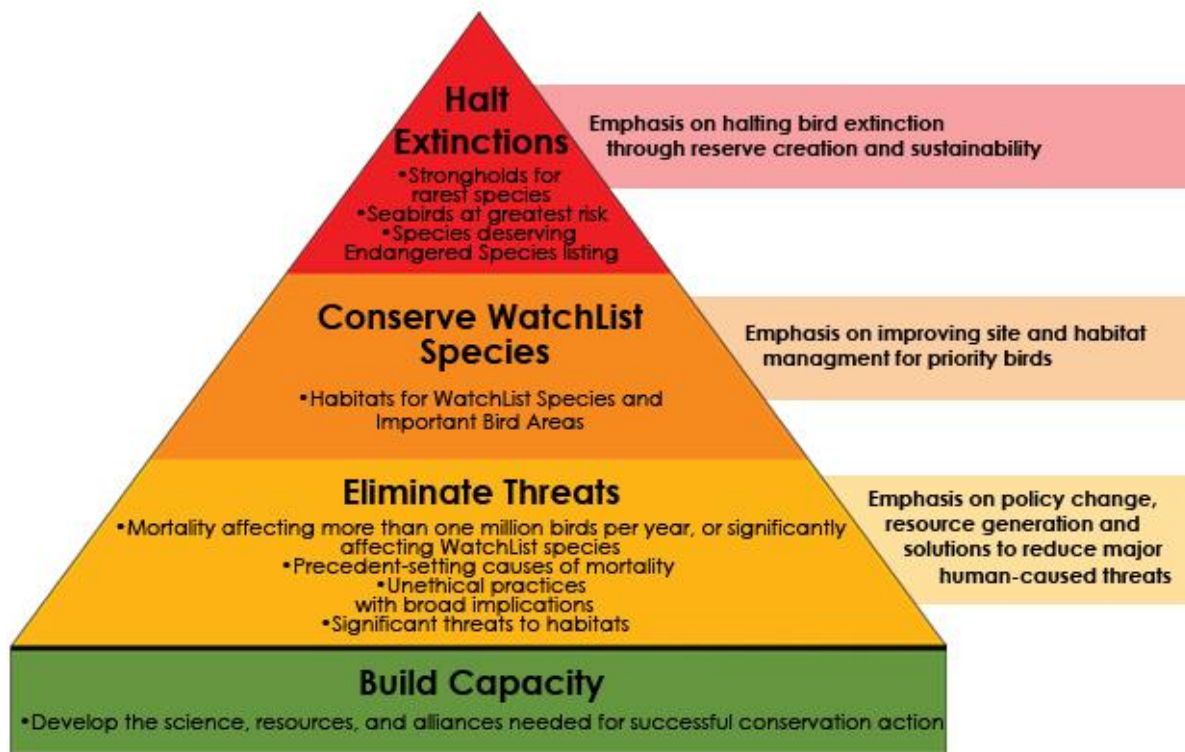 Halt
Extinctions
•Strongholds for
rarest species
•Seabirds at greatest risk
•Species deserving
Endangered Species listing
Emphasis on halting bird extinction
through reserve creation and sustainability
Conserve WatchList
Species
•Habitats for WatchList Species and
Important Bird Areas
Emphasis on improving site and habitat
managment for priority birds
Eliminate Threats
•Mortality affecting more than one million birds per year, or significantly
affecting WatchList species
•Precedent-setting causes of mortality
•Unethical practices
with broad implications
•Significant threats to habitats
Emphasis on policy change,
resource generation and
solutions to reduce major
human-caused threats
Build Capacity
•Develop the science, resources, and alliances needed for successful conservation action